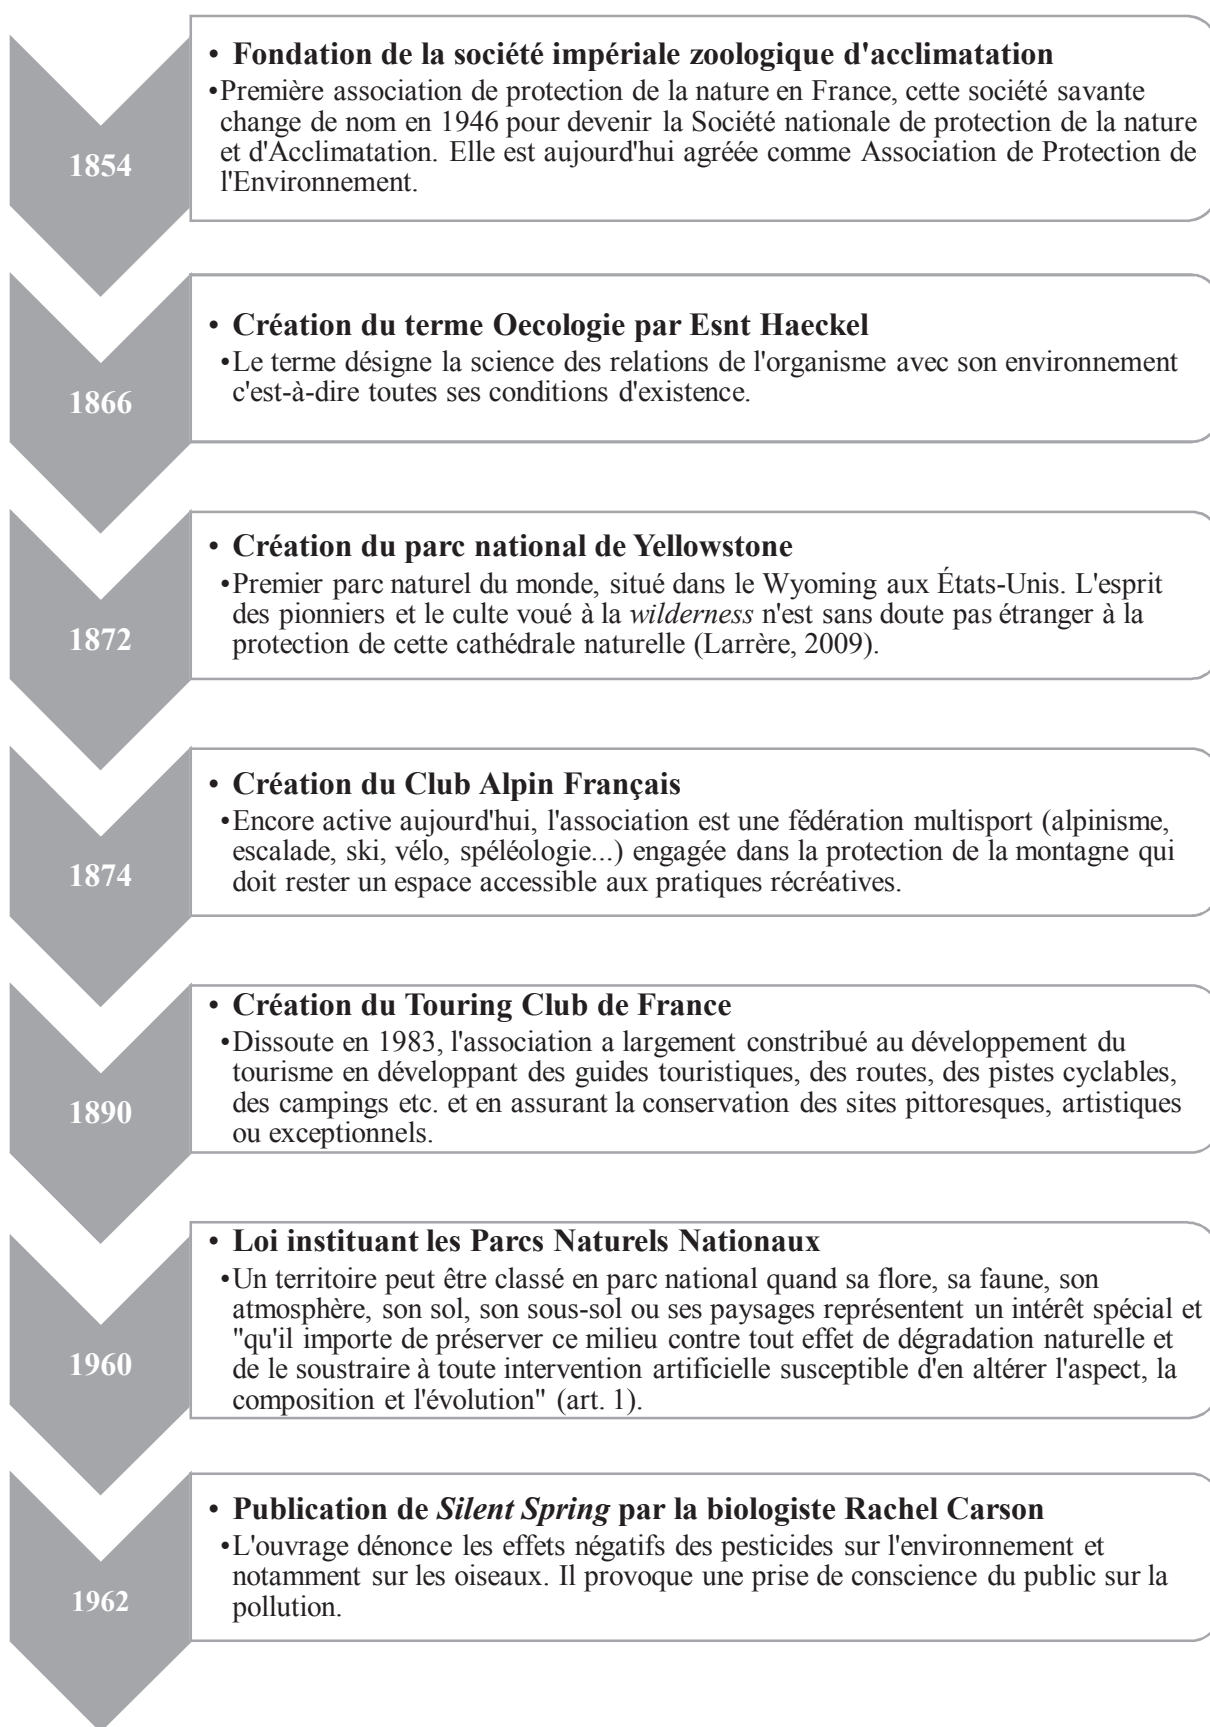 • Fondation de la société impériale zoologique d'acclimatation
•Première association de protection de la nature en France, cette société savante
change de nom en 1946 pour devenir la Société nationale de protection de la nature
et d'Acclimatation. Elle est aujourd'hui agréée comme Association de Protection de
l'Environnement.
1854
• Création du terme Oecologie par Esnt Haeckel
•Le terme désigne la science des relations de l'organisme avec son environnement
c'est-à-dire toutes ses conditions d'existence.
1866
• Création du parc national de Yellowstone
•Premier parc naturel du monde, situé dans le Wyoming aux États-Unis. L'esprit
des pionniers et le culte voué à la wilderness n'est sans doute pas étranger à la
protection de cette cathédrale naturelle (Larrère, 2009).
1872
• Création du Club Alpin Français
•Encore active aujourd'hui, l'association est une fédération multisport (alpinisme,
escalade, ski, vélo, spéléologie...) engagée dans la protection de la montagne qui
doit rester un espace accessible aux pratiques récréatives.
1874
• Création du Touring Club de France
•Dissoute en 1983, l'association a largement constribué au développement du
tourisme en développant des guides touristiques, des routes, des pistes cyclables,
des campings etc. et en assurant la conservation des sites pittoresques, artistiques
ou exceptionnels.
1890
• Loi instituant les Parcs Naturels Nationaux
•Un territoire peut être classé en parc national quand sa flore, sa faune, son
atmosphère, son sol, son sous-sol ou ses paysages représentent un intérêt spécial et
"qu'il importe de préserver ce milieu contre tout effet de dégradation naturelle et
de le soustraire à toute intervention artificielle susceptible d'en altérer l'aspect, la
composition et l'évolution" (art. 1).
1960
• Publication de Silent Spring par la biologiste Rachel Carson
•L'ouvrage dénonce les effets négatifs des pesticides sur l'environnement et
notamment sur les oiseaux. Il provoque une prise de conscience du public sur la
pollution.
1962